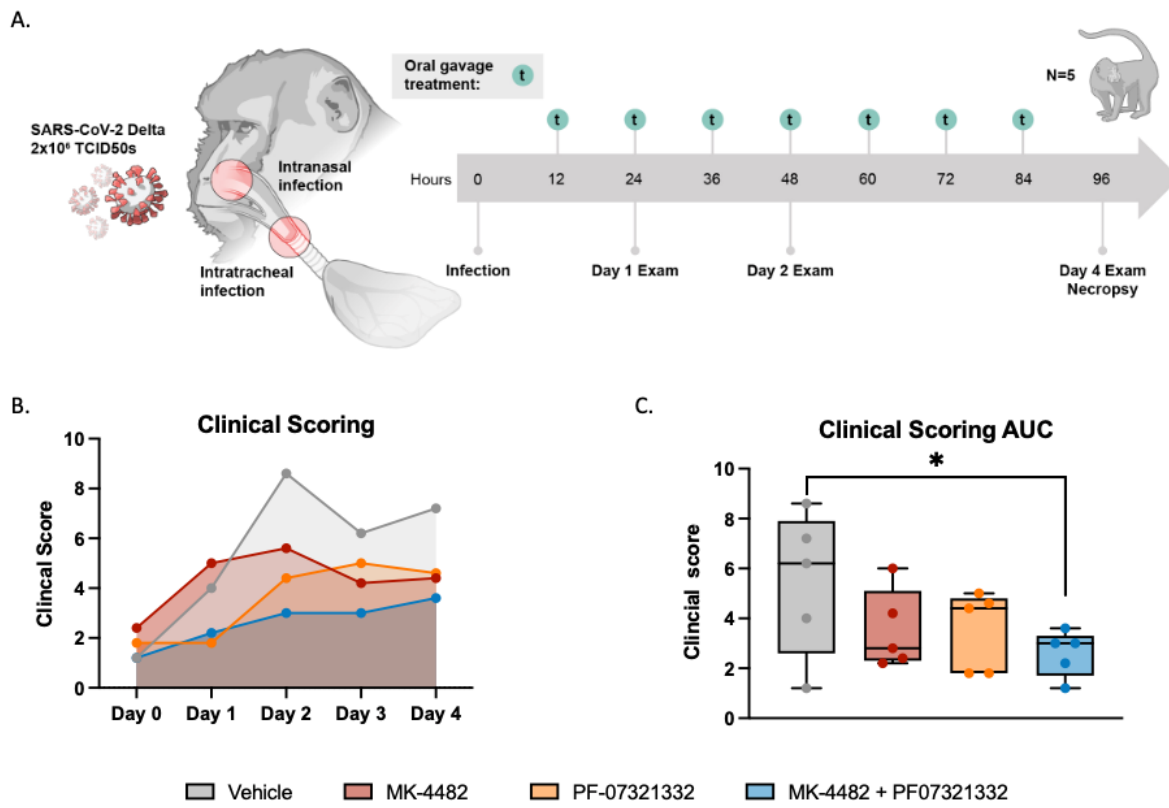 A.
Oral gavage
treatment:
t
N=5
SARS-CoV-2 Delta
2x10⁶ TCID50s
Intranasal
infection
Intratracheal
infection
t t t t t t t
Hours 0 12 24 36 48 60 72 84 96
Infection Day 1 Exam Day 2 Exam Day 4 Exam
Necropsy
B.
Clinical Scoring
Clincal Score
10
8
6
4
2
0
Day 0 Day 1 Day 2 Day 3 Day 4
C.
Clinical Scoring AUC
*
Clincial score
10
8
6
4
2
0
Vehicle MK-4482 PF-07321332 MK-4482 + PF07321332